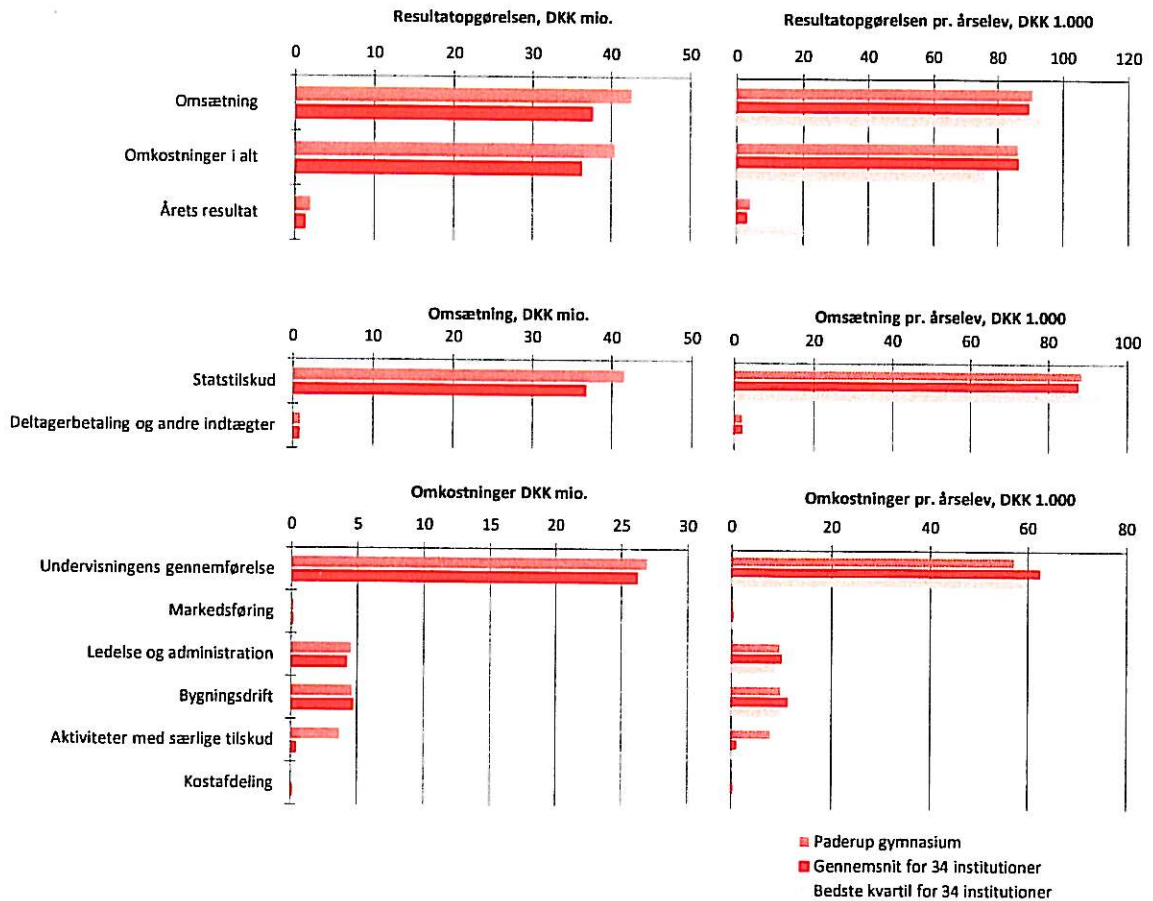 Resultatopgørelsen, DKK mio.
0 10 20 30 40 50
Omsætning
Omkostninger i alt
Årets resultat
Resultatopgørelsen pr. årselev, DKK 1.000
0 20 40 60 80 100 120
Omsætning, DKK mio.
0 10 20 30 40 50
Statstilskud
Deltagerbetaling og andre indtægter
Omsætning pr. årselev, DKK 1.000
0 20 40 60 80 100
Omkostninger DKK mio.
0 5 10 15 20 25 30
Undervisningens gennemførelse
Markedsføring
Ledelse og administration
Bygningsdrift
Aktiviteter med særlige tilskud
Kostafdeling
Omkostninger pr. årselev, DKK 1.000
0 20 40 60 80
Paderup gymnasium
Gennemsnit for 34 institutioner
Bedste kvartil for 34 institutioner